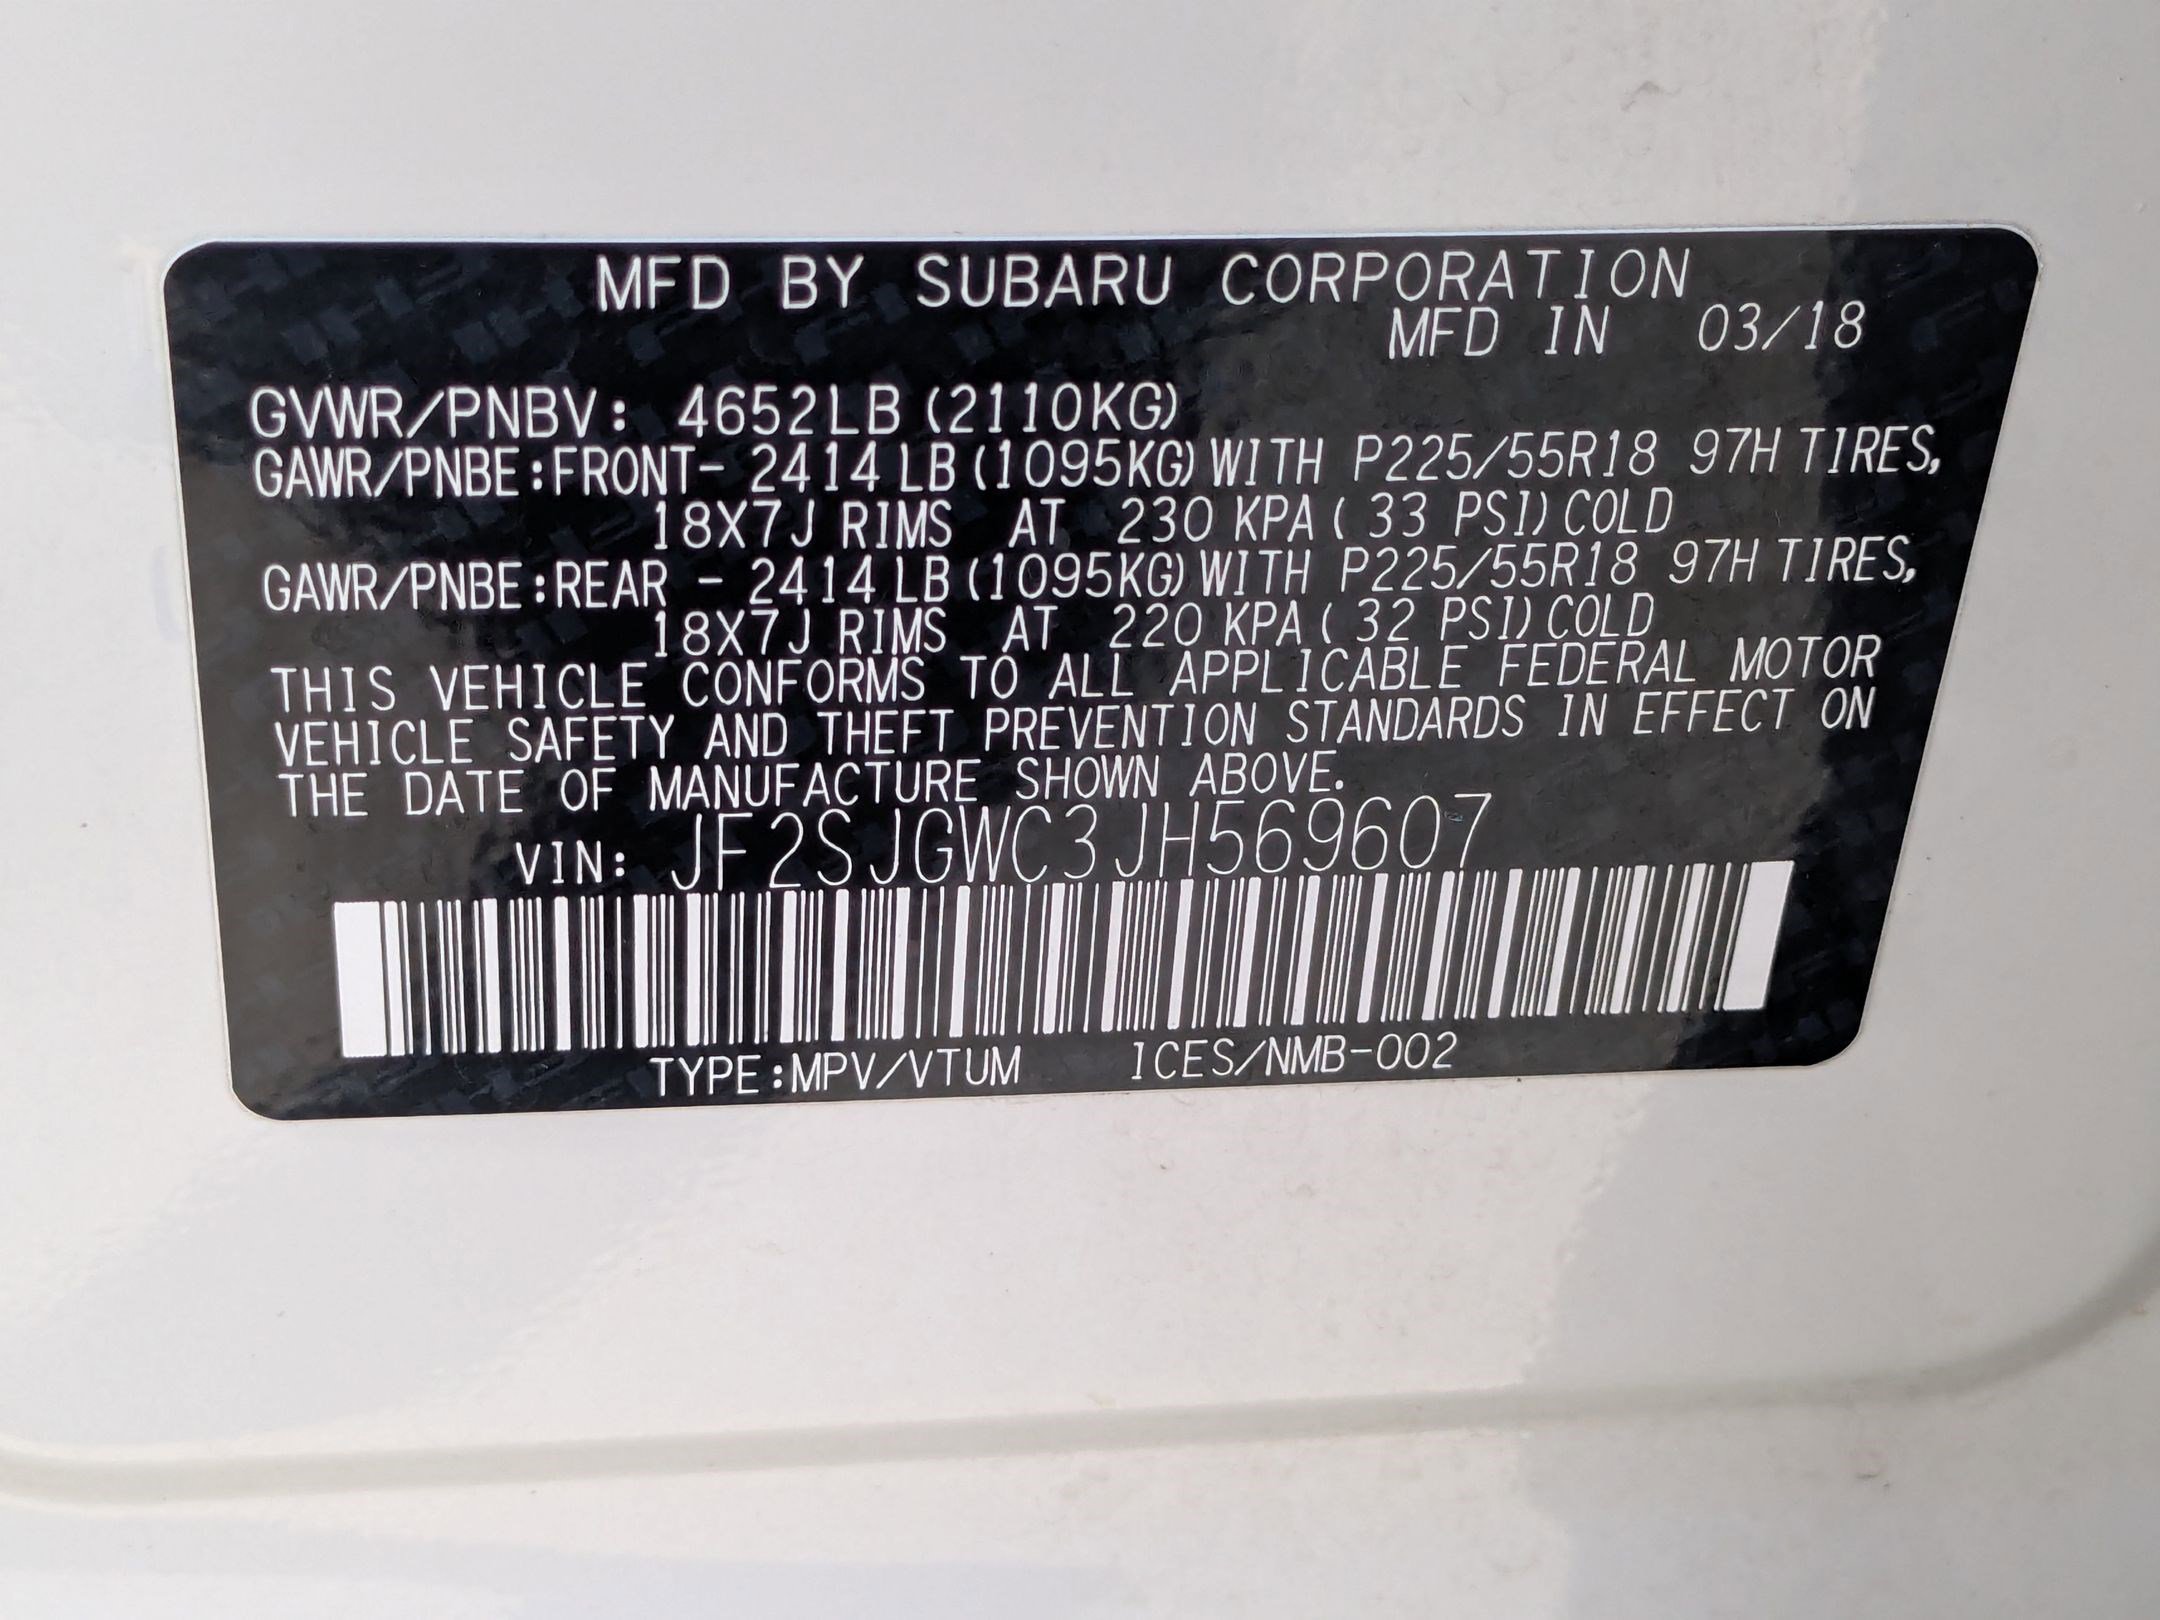 MFD BY SUBARU CORPORATION
MFD IN 03/18
GVWR/PNBV: 4652LB (2110KG)
GAWR/PNBE:FRONT- 2414 LB (1095KG) WITH P225/55R18 97H TIRES,
18X7J RIMS AT 230 KPA ( 33 PSI) COLD
GAWR/PNBE:REAR - 2414 LB (1095KG) WITH P225/55R18 97H TIRES,
18X7J RIMS AT 220 KPA ( 32 PSI) COLD
THIS VEHICLE CONFORMS TO ALL APPLICABLE FEDERAL MOTOR
VEHICLE SAFETY AND THEFT PREVENTION STANDARDS IN EFFECT ON
THE DATE OF MANUFACTURE SHOWN ABOVE.
VIN: JF2SJGWC3JH569607
TYPE:MPV/VTUM ICES/NMB-002